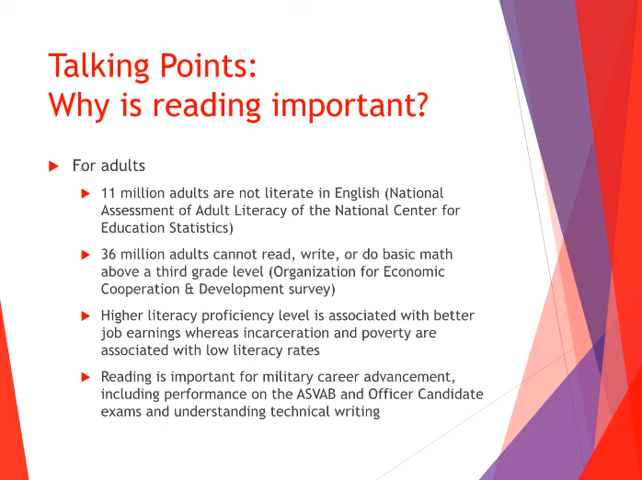 Talking Points:
Why is reading important?
For adults
11 million adults are not literate in English (National
Assessment of Adult Literacy of the National Center for
Education Statistics)
36 million adults cannot read, write, or do basic math
above a third grade level (Organization for Economic
Cooperation & Development survey)
Higher literacy proficiency level is associated with better
job earnings whereas incarceration and poverty are
associated with low literacy rates
Reading is important for military career advancement,
including performance on the ASVAB and Officer Candidate
exams and understanding technical writing